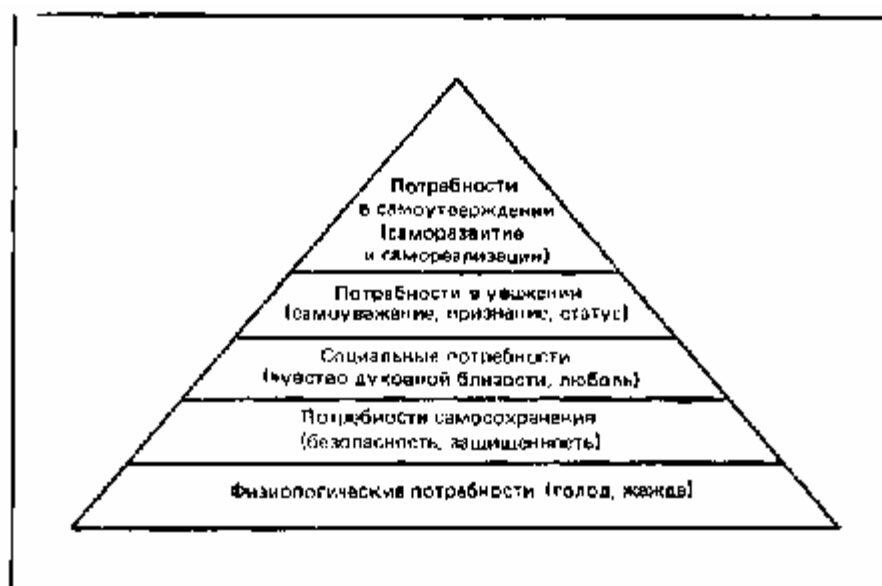 Потребности
в самоутверждении
(саморазвитие
и самореализации)
Потребности в уважении
(самоуважение, признание, статус)
Социальные потребности
(чувство духовной близости, любовь)
Потребности самосохранения
(безопасность, защищенность)
Физиологические потребности (голод, жажда)